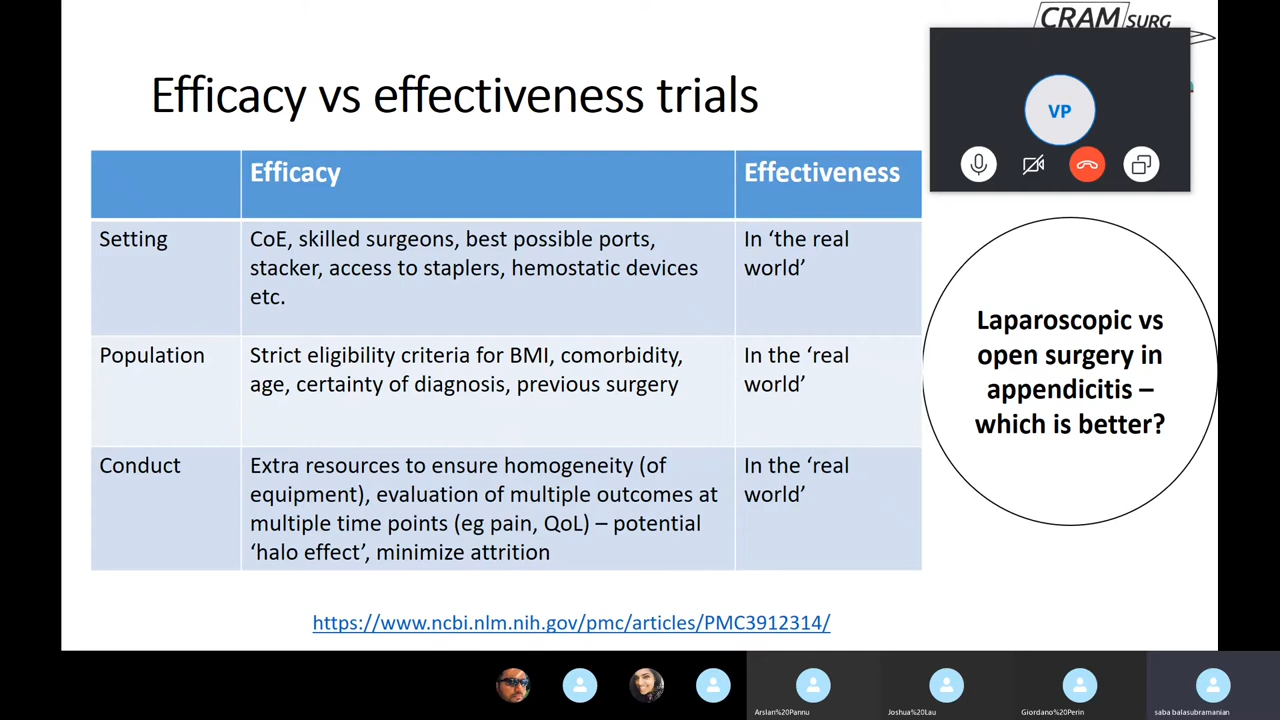 CRAMSURG
Efficacy vs effectiveness trials
VP
Efficacy
Effectiveness
Setting
CoE, skilled surgeons, best possible ports,
stacker, access to staplers, hemostatic devices
etc.
In ‘the real
world’
Population
Strict eligibility criteria for BMI, comorbidity,
age, certainty of diagnosis, previous surgery
In the ‘real
world’
Conduct
Extra resources to ensure homogeneity (of
equipment), evaluation of multiple outcomes at
multiple time points (eg pain, QoL) – potential
‘halo effect’, minimize attrition
In the ‘real
world’
Laparoscopic vs
open surgery in
appendicitis –
which is better?
https://www.ncbi.nlm.nih.gov/pmc/articles/PMC3912314/
Arslan%20Pannu
Joshua%20Lau
Giordano%20Perin
saba balasubramanian